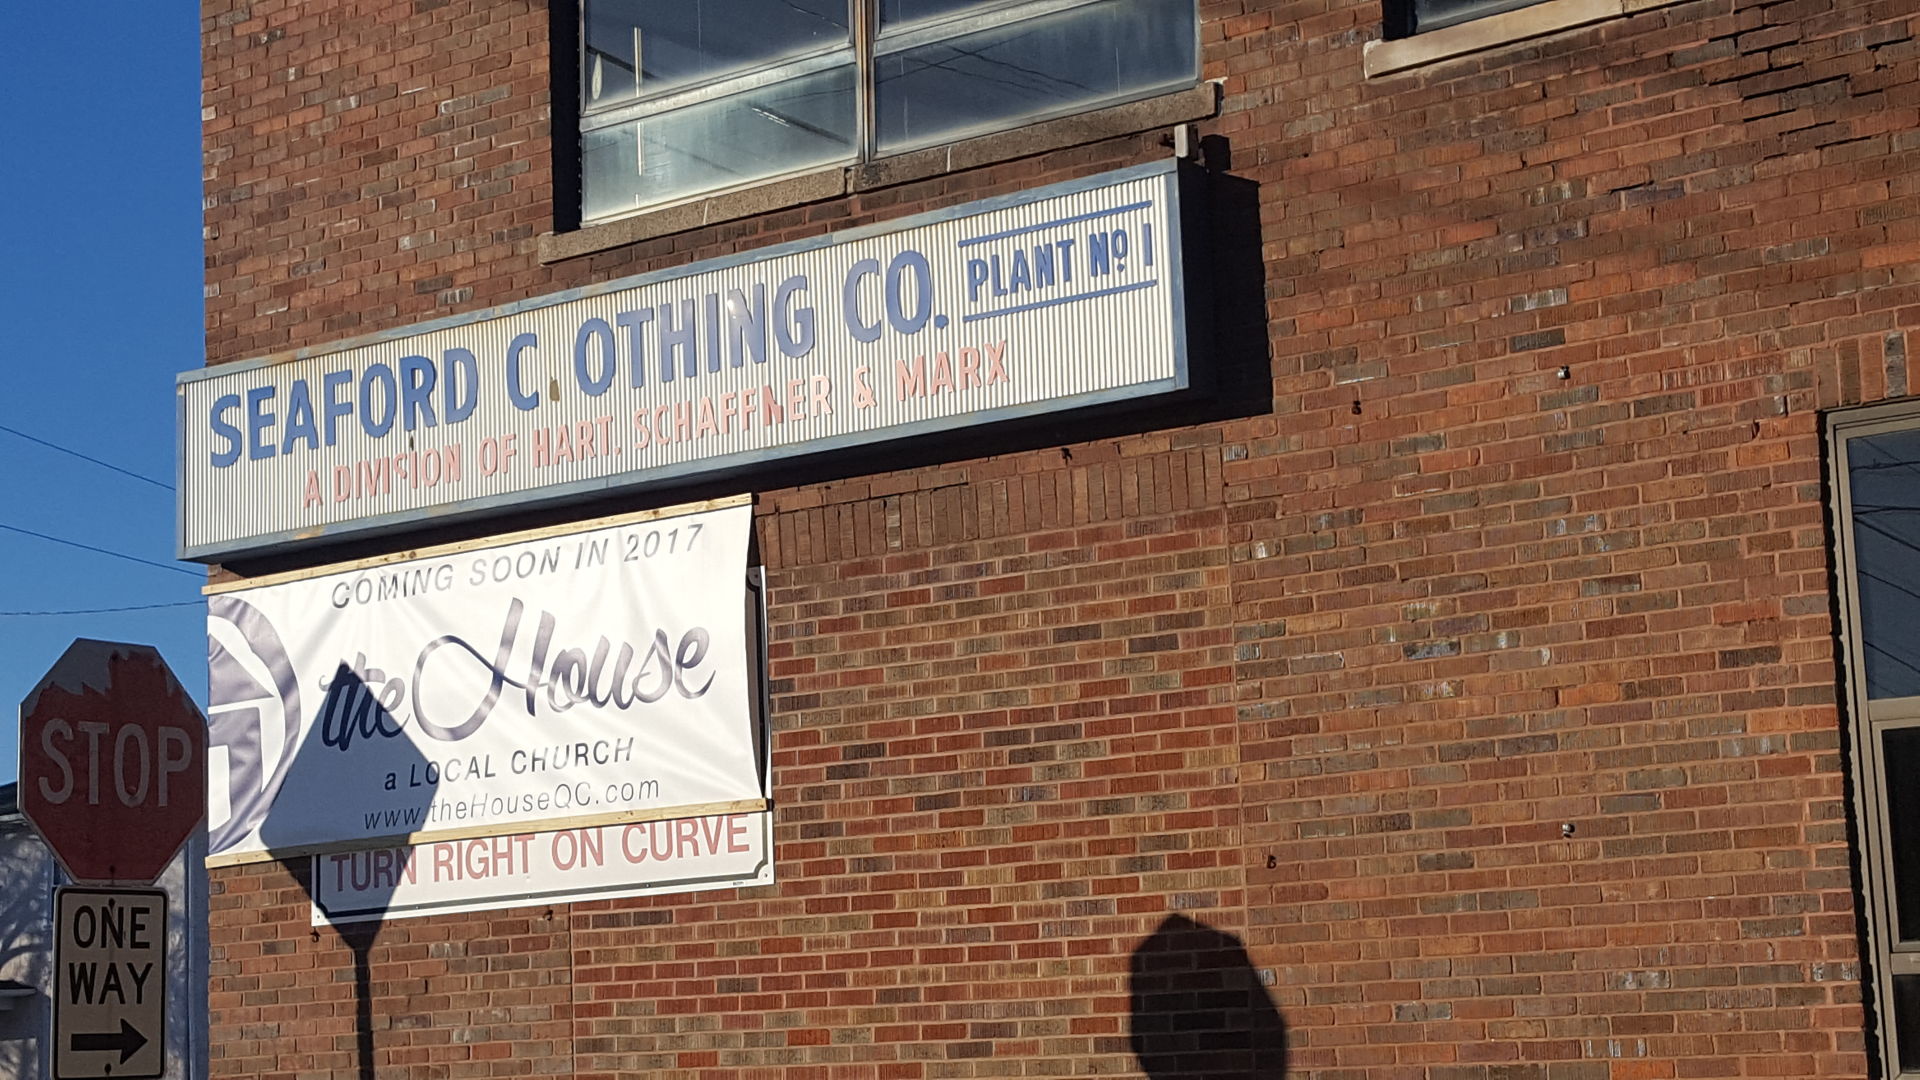 SEAFORD C OTHING CO. PLANT Nº 1
A DIVISION OF HART, SCHAFFNER & MARX
COMING SOON IN 2017
the House
a LOCAL CHURCH
www.theHouseQC.com
TURN RIGHT ON CURVE
STOP
ONE
WAY